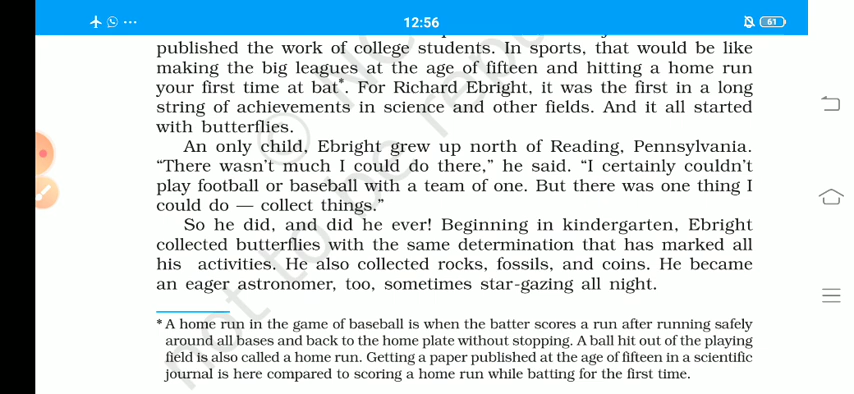 12:56
61
published the work of college students. In sports, that would be like
making the big leagues at the age of fifteen and hitting a home run
your first time at bat*. For Richard Ebright, it was the first in a long
string of achievements in science and other fields. And it all started
with butterflies.
An only child, Ebright grew up north of Reading, Pennsylvania.
“There wasn’t much I could do there,” he said. “I certainly couldn’t
play football or baseball with a team of one. But there was one thing I
could do — collect things.”
So he did, and did he ever! Beginning in kindergarten, Ebright
collected butterflies with the same determination that has marked all
his activities. He also collected rocks, fossils, and coins. He became
an eager astronomer, too, sometimes star-gazing all night.
* A home run in the game of baseball is when the batter scores a run after running safely
around all bases and back to the home plate without stopping. A ball hit out of the playing
field is also called a home run. Getting a paper published at the age of fifteen in a scientific
journal is here compared to scoring a home run while batting for the first time.
not to be